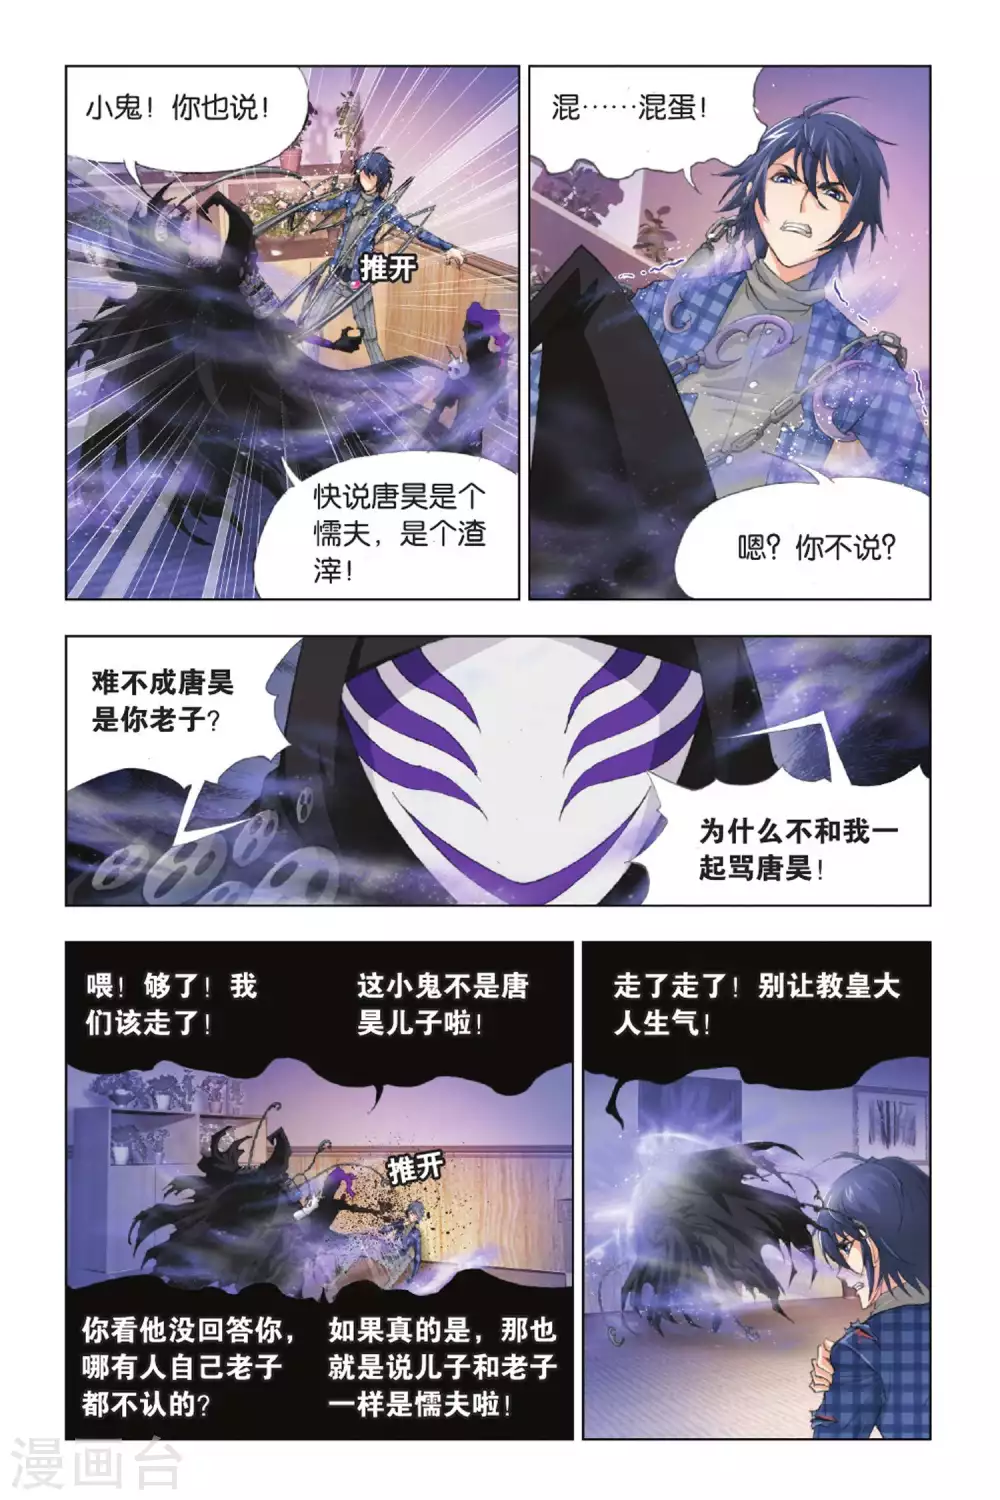 小鬼！你也说！
推开
快说唐昊是个
懦夫，是个渣
滓！
混……混蛋！
嗯？你不说？
难不成唐昊
是你老子？
为什么不和我一
起骂唐昊！
喂！够了！我
们该走了！
这小鬼不是唐
昊儿子啦！
推开
你看他没回答你，
哪有人自己老子
都不认的？
如果真的是，那也
就是说儿子和老子
一样是懦夫啦！
走了走了！别让教皇大
人生气！
漫画台